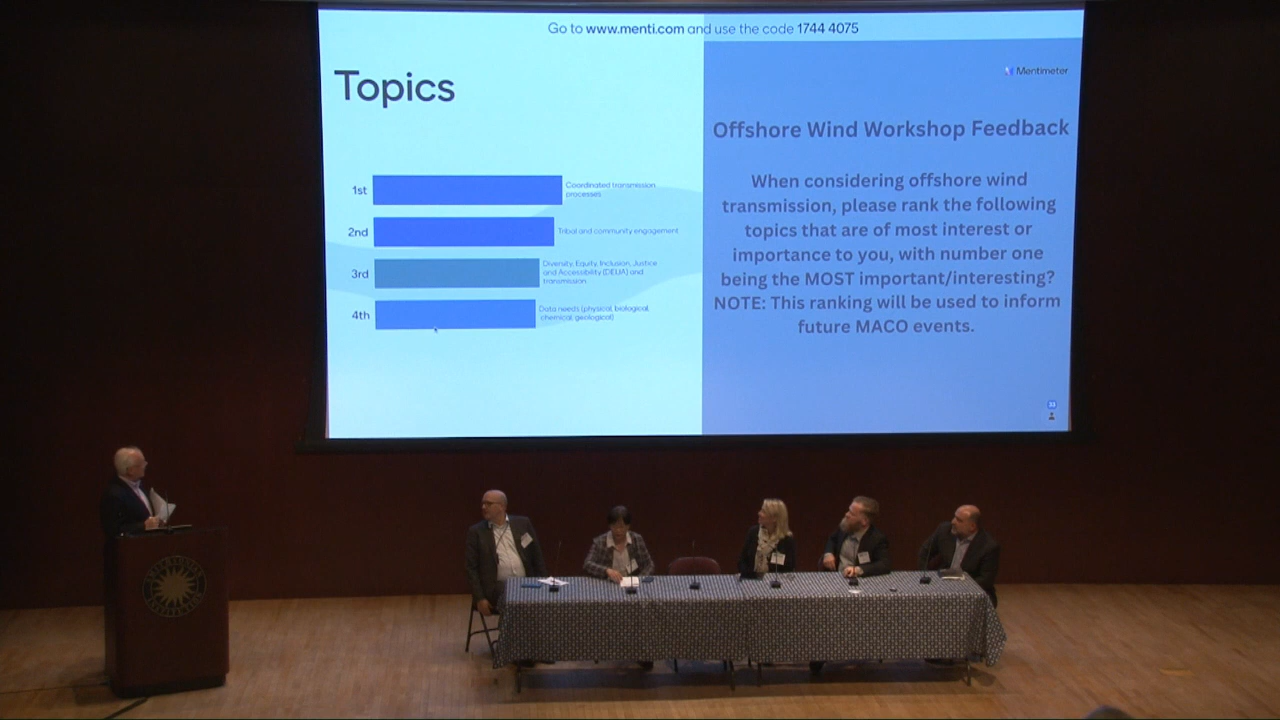 Go to www.menti.com and use the code 1744 4075
Topics
1st
Coordinated transmission
processes
2nd
Tribal and community engagement
3rd
Diversity, Equity, Inclusion, Justice
and Accessibility (DEIJA) and
transmission
4th
Data needs (physical, biological,
chemical, geological)
Mentimeter
Offshore Wind Workshop Feedback
When considering offshore wind
transmission, please rank the following
topics that are of most interest or
importance to you, with number one
being the MOST important/interesting?
NOTE: This ranking will be used to inform
future MACO events.